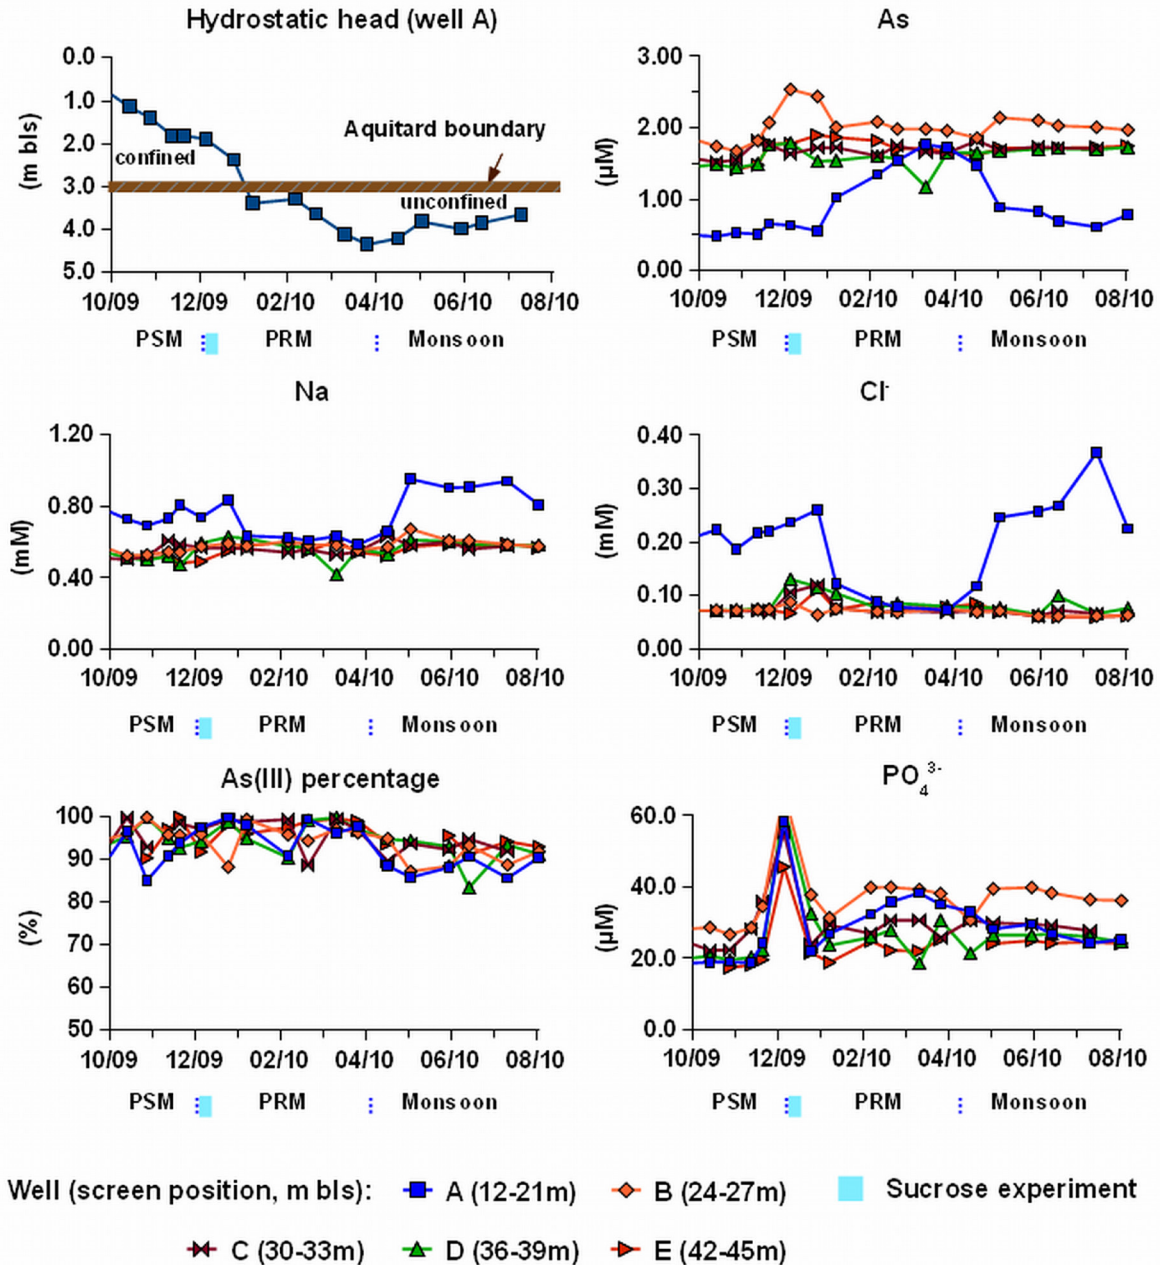 Hydrostatic head (well A)
0.0
1.0
2.0
3.0
4.0
5.0
(m bls)
Aquitard boundary
confined
unconfined
10/09 12/09 02/10 04/10 06/10 08/10
PSM PRM Monsoon
As
3.00
2.00
1.00
0.00
(µM)
10/09 12/09 02/10 04/10 06/10 08/10
PSM PRM Monsoon
Na
1.20
0.80
0.40
0.00
(mM)
10/09 12/09 02/10 04/10 06/10 08/10
PSM PRM Monsoon
Cl-
0.40
0.30
0.20
0.10
0.00
(mM)
10/09 12/09 02/10 04/10 06/10 08/10
PSM PRM Monsoon
As(III) percentage
100
90
80
70
60
50
(%)
10/09 12/09 02/10 04/10 06/10 08/10
PSM PRM Monsoon
PO4 3-
60.0
40.0
20.0
0.0
(µM)
10/09 12/09 02/10 04/10 06/10 08/10
PSM PRM Monsoon
Well (screen position, m bls): A (12-21m) B (24-27m) Sucrose experiment
C (30-33m) D (36-39m) E (42-45m)